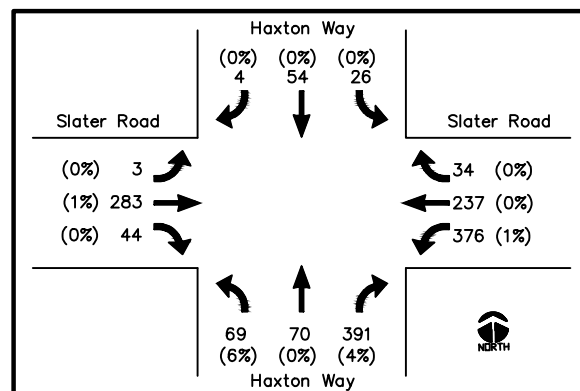 Haxton Way
(0%) (0%) (0%)
4 54 26
Slater Road
Slater Road
(0%) 3
34 (0%)
(1%) 283
237 (0%)
(0%) 44
376 (1%)
69 70 391
(6%) (0%) (4%)
NORTH
Haxton Way